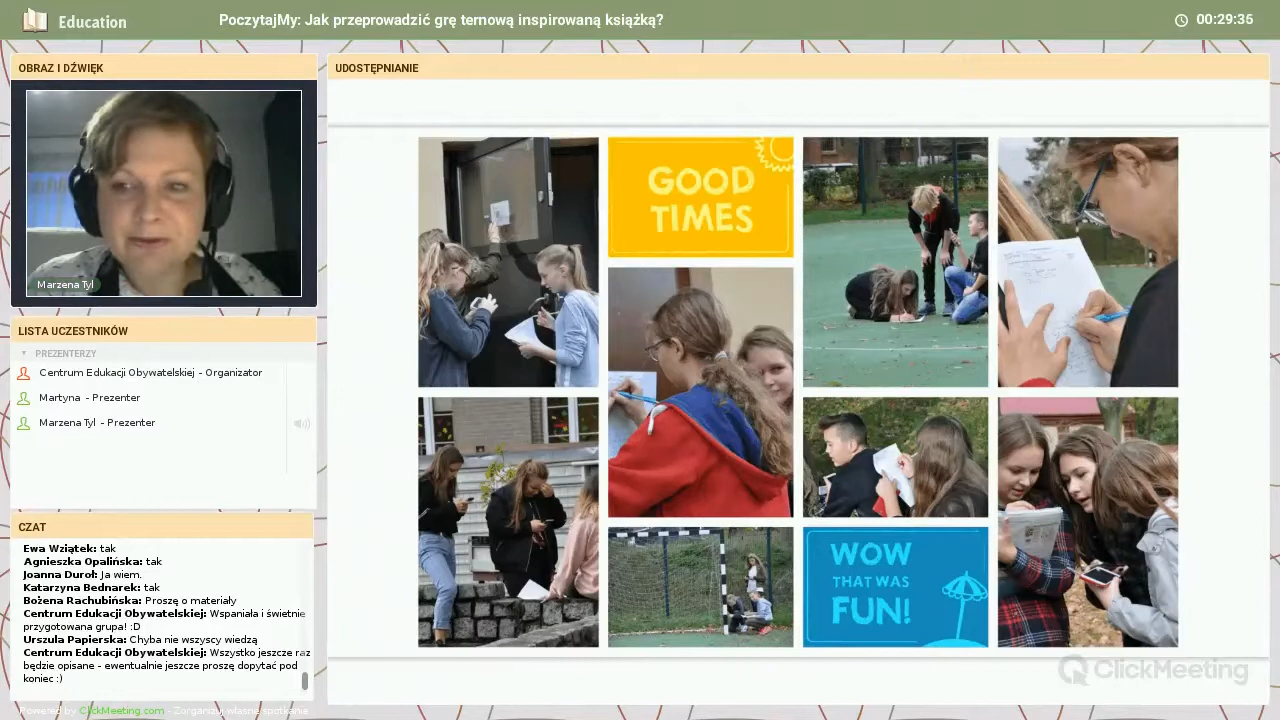 Education
PoczytajMy: Jak przeprowadzić grę ternową inspirowaną książką?
00:29:35
OBRAZ I DŹWIĘK
Marzena Tyl
LISTA UCZESTNIKÓW
PREZENTERZY
Centrum Edukacji Obywatelskiej - Organizator
Martyna - Prezenter
Marzena Tyl - Prezenter
CZAT
Ewa Wziątek: tak
Agnieszka Opalińska: tak
Joanna Duroł: Ja wiem.
Katarzyna Bednarek: tak
Bożena Rachubińska: Proszę o materiały
Centrum Edukacji Obywatelskiej: Wspaniała i świetnie
przygotowana grupa! :D
Urszula Papierska: Chyba nie wszyscy wiedzą
Centrum Edukacji Obywatelskiej: Wszystko jeszcze raz
będzie opisane - ewentualnie jeszcze proszę dopytać pod
koniec :)
Powered by ClickMeeting.com - Zorganizuj własne spotkanie
UDOSTĘPNIANIE
GOOD
TIMES
WOW
THAT WAS
FUN!
ClickMeeting